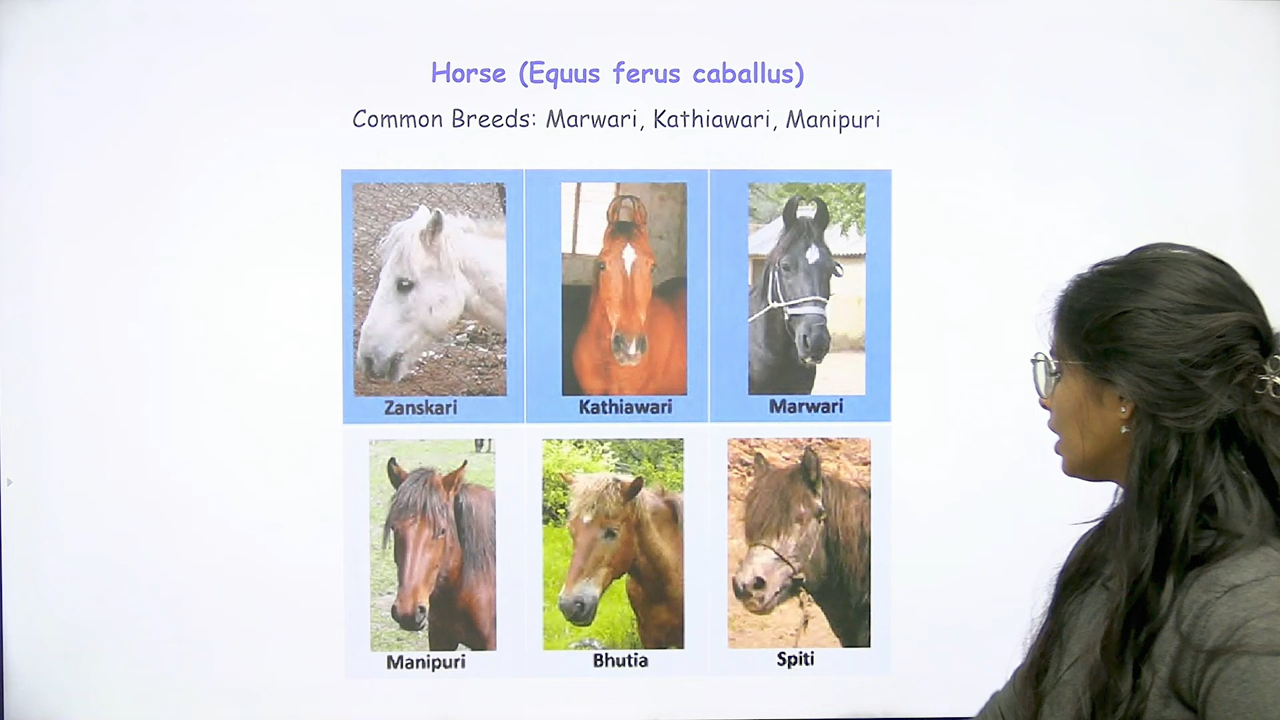 Horse (Equus ferus caballus)
Common Breeds: Marwari, Kathiawari, Manipuri
Zanskari Kathiawari Marwari
Manipuri Bhutia Spiti